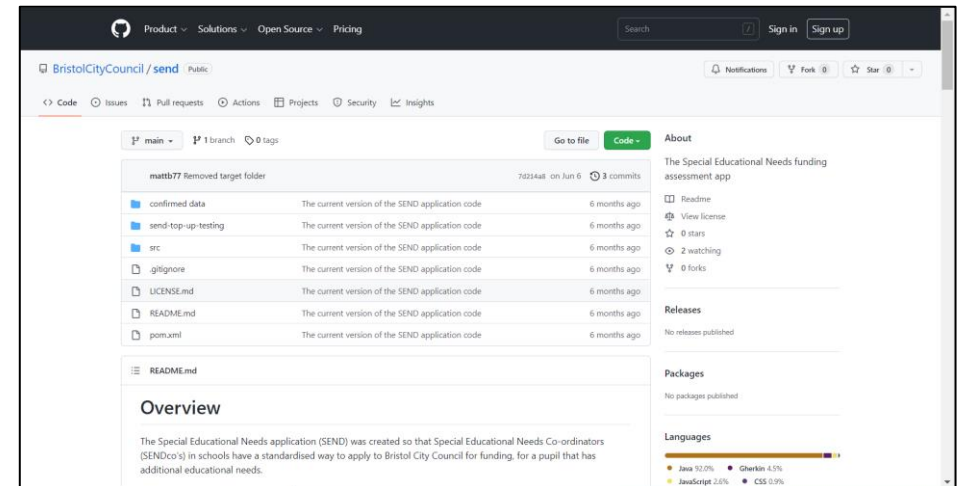 Product Solutions Open Source Pricing Search / Sign in Sign up
BristolCityCouncil / send Public Notifications Fork 0 Star 0
Code Issues Pull requests Actions Projects Security Insights
main 1 branch 0 tags Go to file Code
mattb77 Removed target folder 7d214a8 on Jun 6 3 commits
confirmed data The current version of the SEND application code 6 months ago
send-top-up-testing The current version of the SEND application code 6 months ago
src The current version of the SEND application code 6 months ago
.gitignore The current version of the SEND application code 6 months ago
LICENSE.md The current version of the SEND application code 6 months ago
README.md The current version of the SEND application code 6 months ago
pom.xml The current version of the SEND application code 6 months ago
README.md
Overview
The Special Educational Needs application (SEND) was created so that Special Educational Needs Co-ordinators
(SENDco's) in schools have a standardised way to apply to Bristol City Council for funding, for a pupil that has
additional educational needs.
About
The Special Educational Needs funding
assessment app
Readme
View license
0 stars
2 watching
0 forks
Releases
No releases published
Packages
No packages published
Languages
Java 92.0% Gherkin 4.5%
JavaScript 2.6% CSS 0.9%